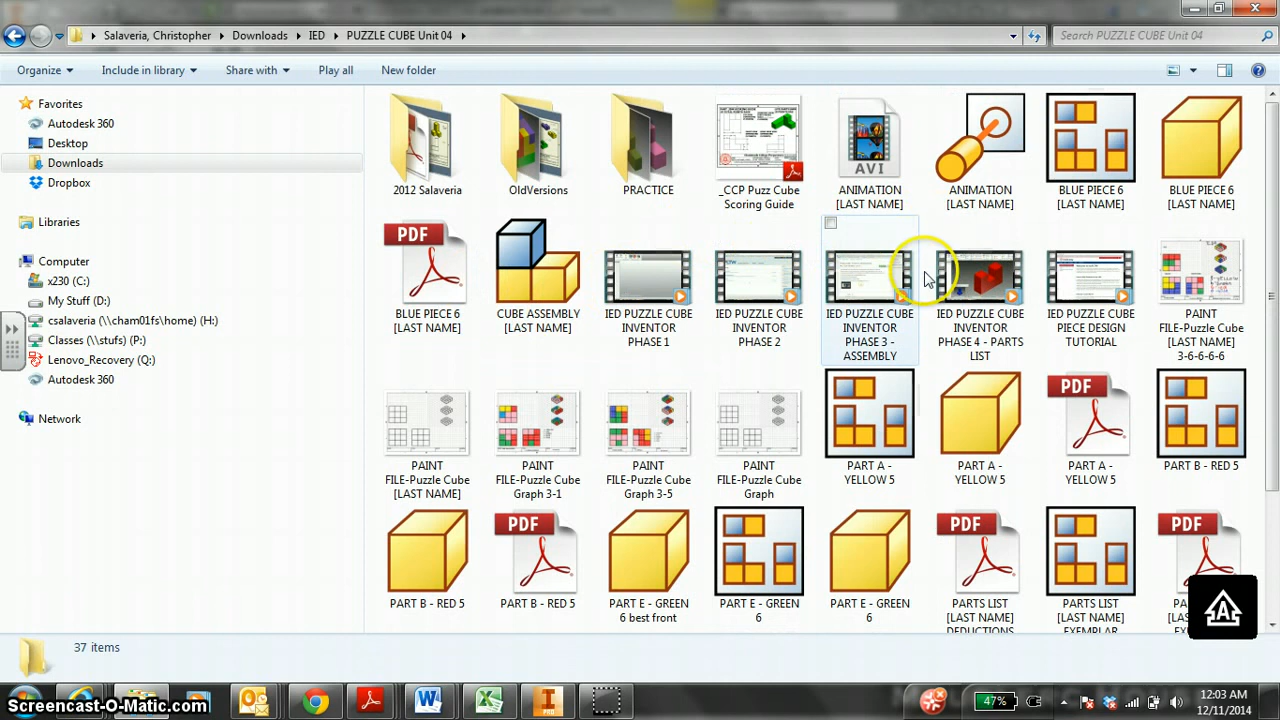 Salaveria, Christopher
Downloads
IED
PUZZLE CUBE Unit 04
Search PUZZLE CUBE Unit 04
Organize
Include in library
Share with
Play all
New folder
Favorites
Autodesk 360
Desktop
Downloads
Dropbox
Libraries
Computer
x230 (C:)
My Stuff (D:)
csalaveria (\\cham01fs\home) (H:)
Classes (\\stufs) (P:)
Lenovo_Recovery (Q:)
Autodesk 360
Network
2012 Salaveria
OldVersions
PRACTICE
_CCP Puzz Cube
Scoring Guide
AVI
ANIMATION
[LAST NAME]
ANIMATION
[LAST NAME]
BLUE PIECE 6
[LAST NAME]
BLUE PIECE 6
[LAST NAME]
PDF
BLUE PIECE 6
[LAST NAME]
CUBE ASSEMBLY
[LAST NAME]
IED PUZZLE CUBE
INVENTOR
PHASE 1
IED PUZZLE CUBE
INVENTOR
PHASE 2
IED PUZZLE CUBE
INVENTOR
PHASE 3 -
ASSEMBLY
IED PUZZLE CUBE
INVENTOR
PHASE 4 - PARTS
LIST
IED PUZZLE CUBE
PIECE DESIGN
TUTORIAL
PAINT
FILE-Puzzle Cube
[LAST NAME]
3-6-6-6-6
PAINT
FILE-Puzzle Cube
[LAST NAME]
PAINT
FILE-Puzzle Cube
Graph 3-1
PAINT
FILE-Puzzle Cube
Graph 3-5
PAINT
FILE-Puzzle Cube
Graph
PART A -
YELLOW 5
PART A -
YELLOW 5
PDF
PART A -
YELLOW 5
PART B - RED 5
PART B - RED 5
PDF
PART B - RED 5
PART E - GREEN
6 best front
PART E - GREEN
6
PART E - GREEN
6
PDF
PARTS LIST
[LAST NAME]
DEDUCTIONS
PARTS LIST
[LAST NAME]
EXEMPLAR
PDF
37 items
A
47%
12:03 AM
12/11/2014
Screencast-O-Matic.com